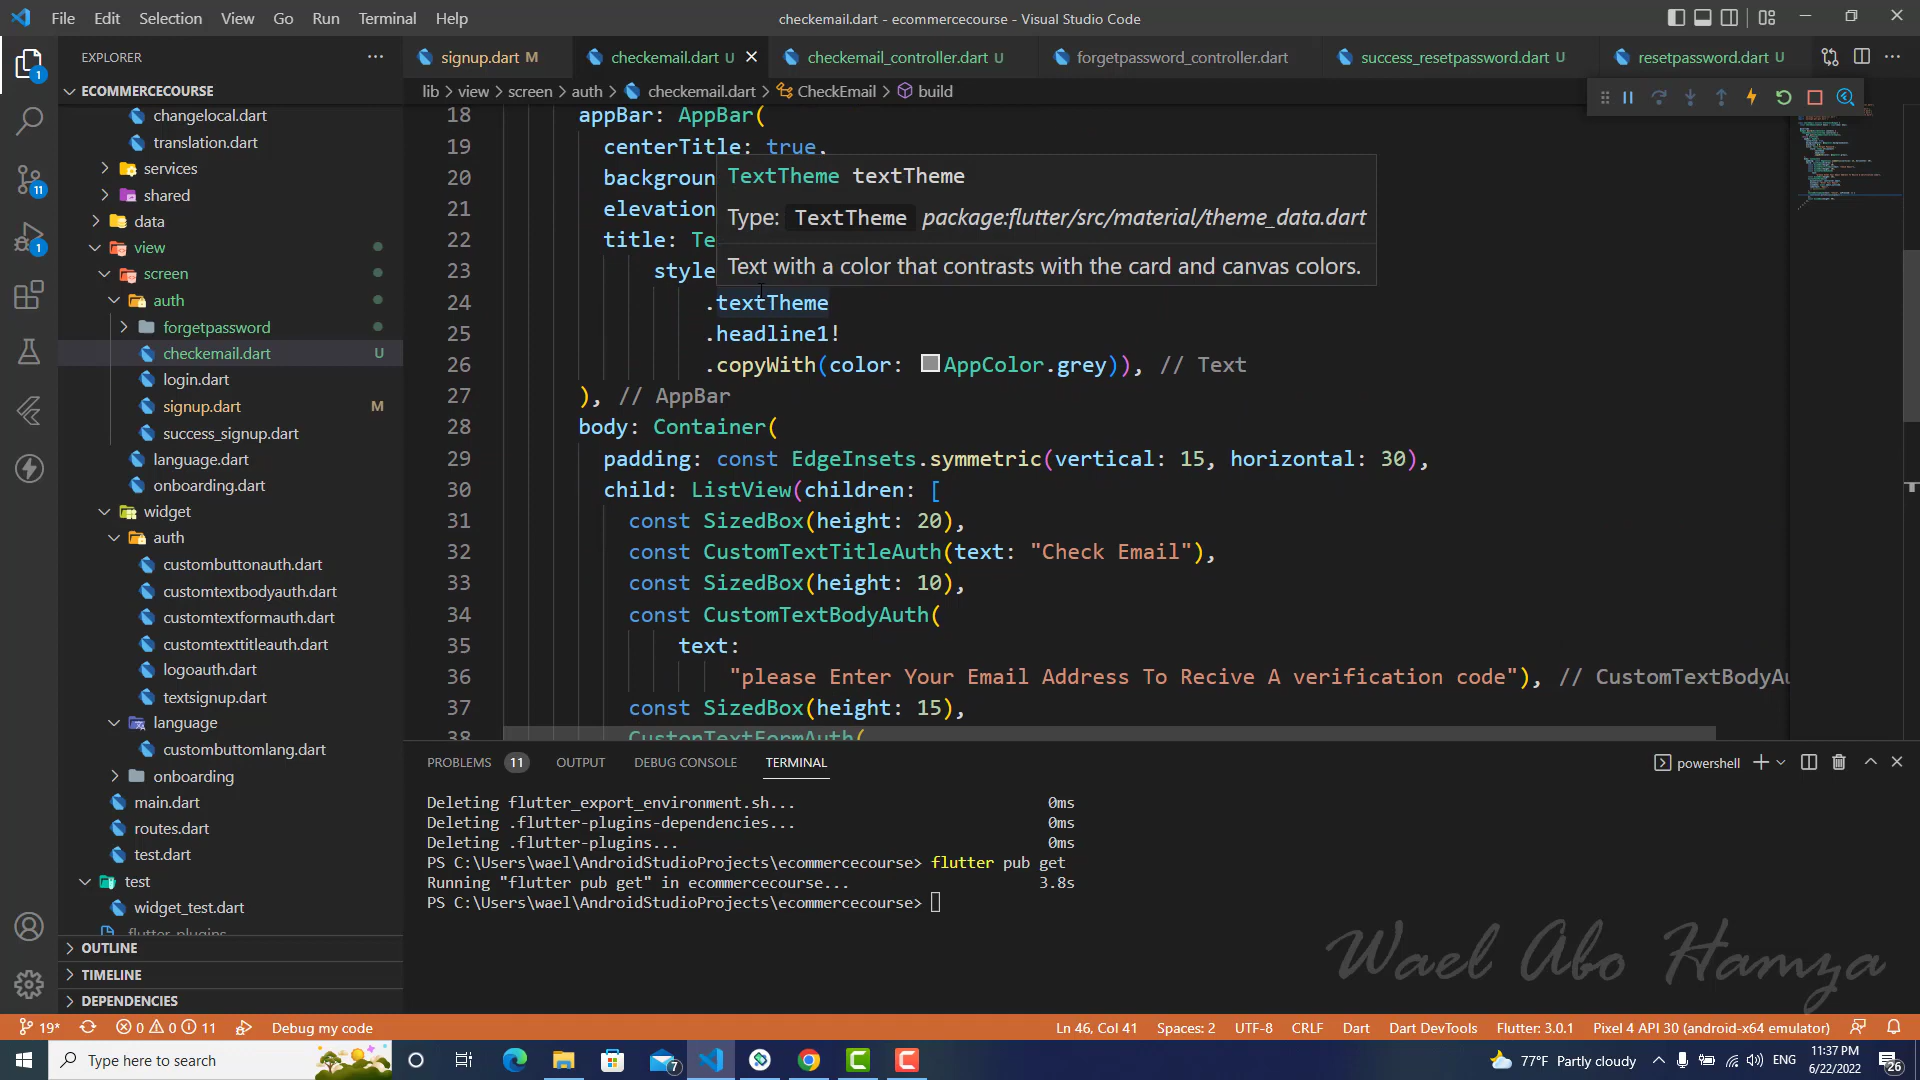 File Edit Selection View Go Run Terminal Help
checkemail.dart - ecommercecourse - Visual Studio Code
EXPLORER
signup.dart M
checkemail.dart U
checkemail_controller.dart U
forgetpassword_controller.dart
success_resetpassword.dart U
resetpassword.dart U
ECOMMERCECOURSE
lib > view > screen > auth > checkemail.dart > CheckEmail > build
changelocal.dart
translation.dart
services
shared
data
view
screen
auth
forgetpassword
checkemail.dart U
login.dart
signup.dart M
success_signup.dart
language.dart
onboarding.dart
widget
auth
custombuttonauth.dart
customtextbodyauth.dart
customtextformauth.dart
customtexttitleauth.dart
logoauth.dart
textsignup.dart
language
custombuttomlang.dart
onboarding
main.dart
routes.dart
test.dart
test
widget_test.dart
.flutter-plugins
OUTLINE
TIMELINE
DEPENDENCIES
18 appBar: AppBar(
19 centerTitle: true,
20 backgroun
21 elevation
22 title: Te
23 style
24 .textTheme
25 .headline1!
26 .copyWith(color: AppColor.grey)), // Text
27 ), // AppBar
28 body: Container(
29 padding: const EdgeInsets.symmetric(vertical: 15, horizontal: 30),
30 child: ListView(children: [
31 const SizedBox(height: 20),
32 const CustomTextTitleAuth(text: "Check Email"),
33 const SizedBox(height: 10),
34 const CustomTextBodyAuth(
35 text:
36 "please Enter Your Email Address To Recive A verification code"), // CustomTextBodyAu
37 const SizedBox(height: 15),
38 CustonTextFormAuth(
TextTheme textTheme
Type: TextTheme package:flutter/src/material/theme_data.dart
Text with a color that contrasts with the card and canvas colors.
PROBLEMS 11 OUTPUT DEBUG CONSOLE TERMINAL
powershell
Deleting flutter_export_environment.sh... 0ms
Deleting .flutter-plugins-dependencies... 0ms
Deleting .flutter-plugins... 0ms
PS C:\Users\wael\AndroidStudioProjects\ecommercecourse> flutter pub get
Running "flutter pub get" in ecommercecourse... 3.8s
PS C:\Users\wael\AndroidStudioProjects\ecommercecourse>
Wael Abo Hamza
19* 0 0 11 Debug my code
Ln 46, Col 41 Spaces: 2 UTF-8 CRLF Dart Dart DevTools Flutter: 3.0.1 Pixel 4 API 30 (android-x64 emulator)
Type here to search
77°F Partly cloudy ENG
11:37 PM
6/22/2022
26